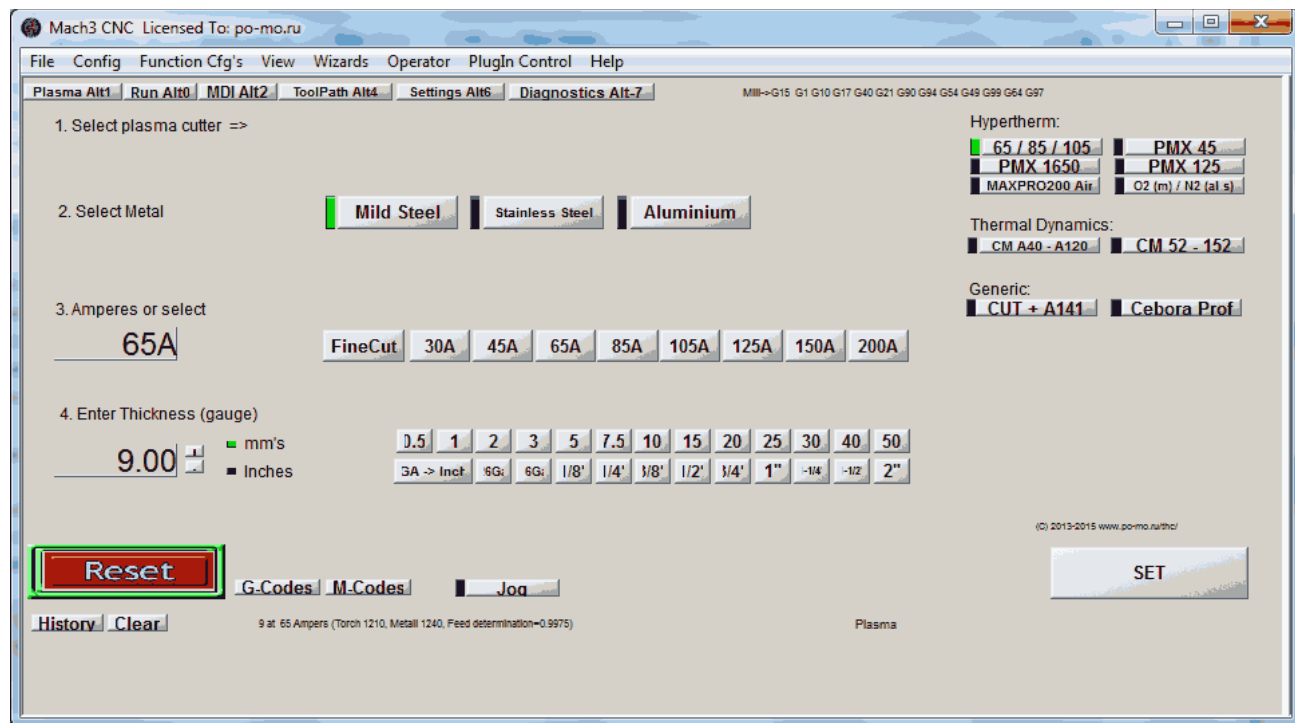 Mach3 CNC Licensed To: po-mo.ru
File Config Function Cfg's View Wizards Operator PlugIn Control Help
Plasma Alt1 Run Alt0 MDI Alt2 ToolPath Alt4 Settings Alt6 Diagnostics Alt-7 Mill->G15 G1 G10 G17 G40 G21 G90 G94 G54 G49 G99 G64 G97
1. Select plasma cutter =>
Hypertherm:
65 / 85 / 105 PMX 45
PMX 1650 PMX 125
MAXPRO200 Air O2 (m) / N2 (al s)
2. Select Metal Mild Steel Stainless Steel Aluminium
Thermal Dynamics:
CM A40 - A120 CM 52 - 152
Generic:
CUT + A141 Cebora Prof
3. Amperes or select
65A FineCut 30A 45A 65A 85A 105A 125A 150A 200A
4. Enter Thickness (gauge)
9.00 + - mm's 1 2 3 5 7.5 10 15 20 25 30 40 50
Inches 1" 2"
(C) 2013-2015 www.po-mo.ru/thc/
Reset G-Codes M-Codes Jog SET
History Clear 9 at 65 Ampers (Torch 1210, Metall 1240, Feed determination=0.9975) Plasma